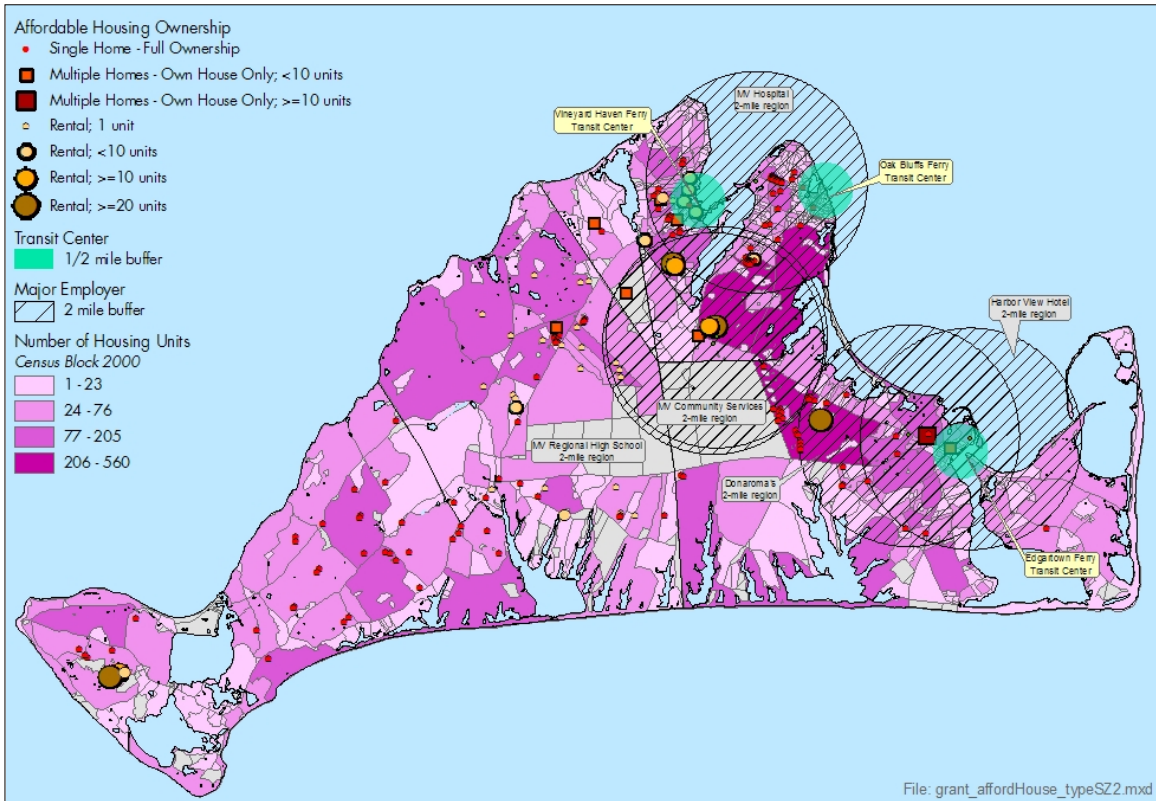 Affordable Housing Ownership
Single Home - Full Ownership
Multiple Homes - Own House Only; <10 units
Multiple Homes - Own House Only; >=10 units
Rental; 1 unit
Rental; <10 units
Rental; >=10 units
Rental; >=20 units
Transit Center
1/2 mile buffer
Major Employer
2 mile buffer
Number of Housing Units
Census Block 2000
1 - 23
24 - 76
77 - 205
206 - 560
MV Hospital
2-mile region
Vineyard Haven Ferry
Transit Center
Oak Bluffs Ferry
Transit Center
Harbor View Hotel
2-mile region
MV Community Services
2-mile region
MV Regional High School
2-mile region
Donaroma's
2-mile region
Edgartown Ferry
Transit Center
File: grant_affordHouse_typeSZ2.mxd